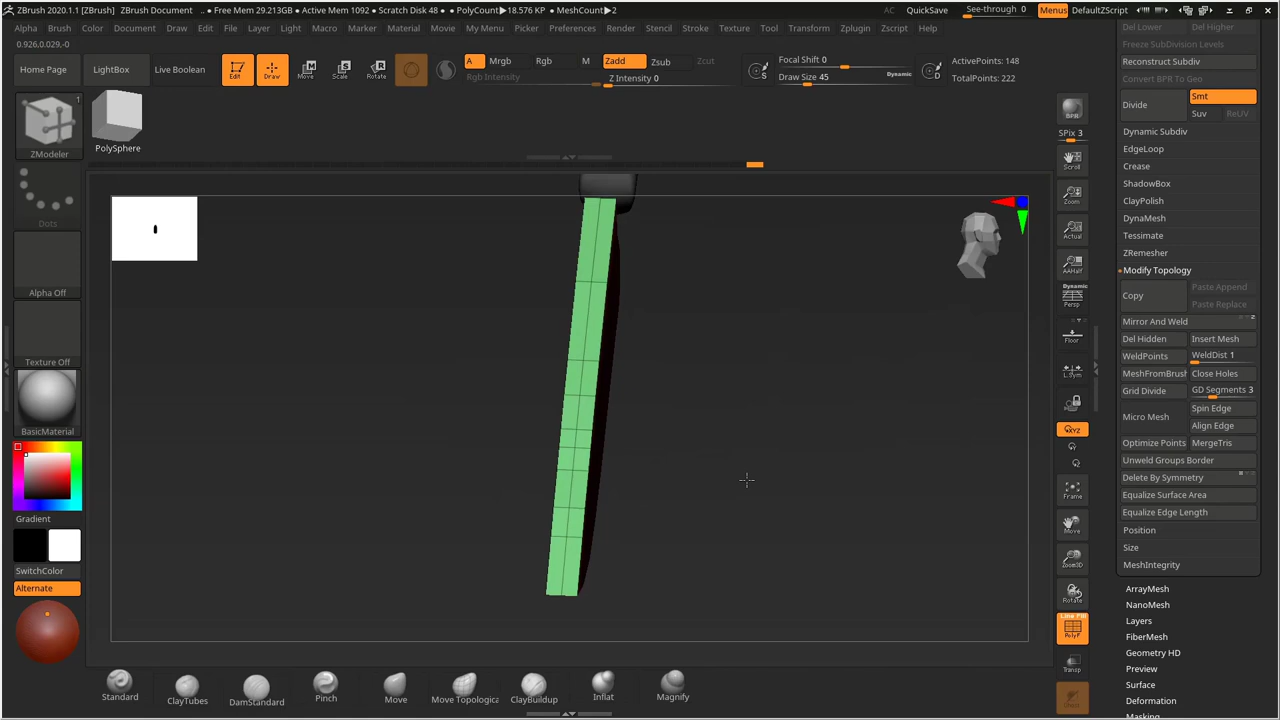 ZBrush 2020.1.1 [ZBrush] ZBrush Document .. • Free Mem 29.213GB • Active Mem 1092 • Scratch Disk 48 • PolyCount▸18.576 KP • MeshCount▸2 AC QuickSave See-through 0 Menus DefaultZScript
Alpha Brush Color Document Draw Edit File Layer Light Macro Marker Material Movie My Menu Picker Preferences Render Stencil Stroke Texture Tool Transform Zplugin Zscript Help
0.926,0.029,-0
Home Page LightBox Live Boolean Edit Draw Move Scale Rotate
A Mrgb Rgb M Zadd Zsub Zcut
Rgb Intensity Z Intensity 0
Focal Shift 0
Draw Size 45 Dynamic
S D
ActivePoints: 148
TotalPoints: 222
1
ZModeler
PolySphere
Dots
Alpha Off
Texture Off
BasicMaterial
Gradient
SwitchColor
Alternate
BPR
SPix 3
Scroll
Zoom
Actual
AAHalf
Dynamic
Persp
Floor
L.Sym
XYZ
Y
Z
Frame
Move
Zoom3D
Rotate
Line Fill
PolyF
Transp
Ghost
Del Lower Del Higher
Freeze SubDivision Levels
Reconstruct Subdiv
Convert BPR To Geo
Divide Smt
Suv ReUV
Dynamic Subdiv
EdgeLoop
Crease
ShadowBox
ClayPolish
DynaMesh
Tessimate
ZRemesher
Modify Topology
Copy Paste Append
Paste Replace
Mirror And Weld
Del Hidden Insert Mesh
WeldPoints WeldDist 1
MeshFromBrush Close Holes
Grid Divide GD Segments 3
Micro Mesh Spin Edge
Align Edge
Optimize Points MergeTris
Unweld Groups Border
Delete By Symmetry
Equalize Surface Area
Equalize Edge Length
Position
Size
MeshIntegrity
ArrayMesh
NanoMesh
Layers
FiberMesh
Geometry HD
Preview
Surface
Deformation
Masking
Standard ClayTubes DamStandard Pinch Move Move Topological ClayBuildup Inflat Magnify